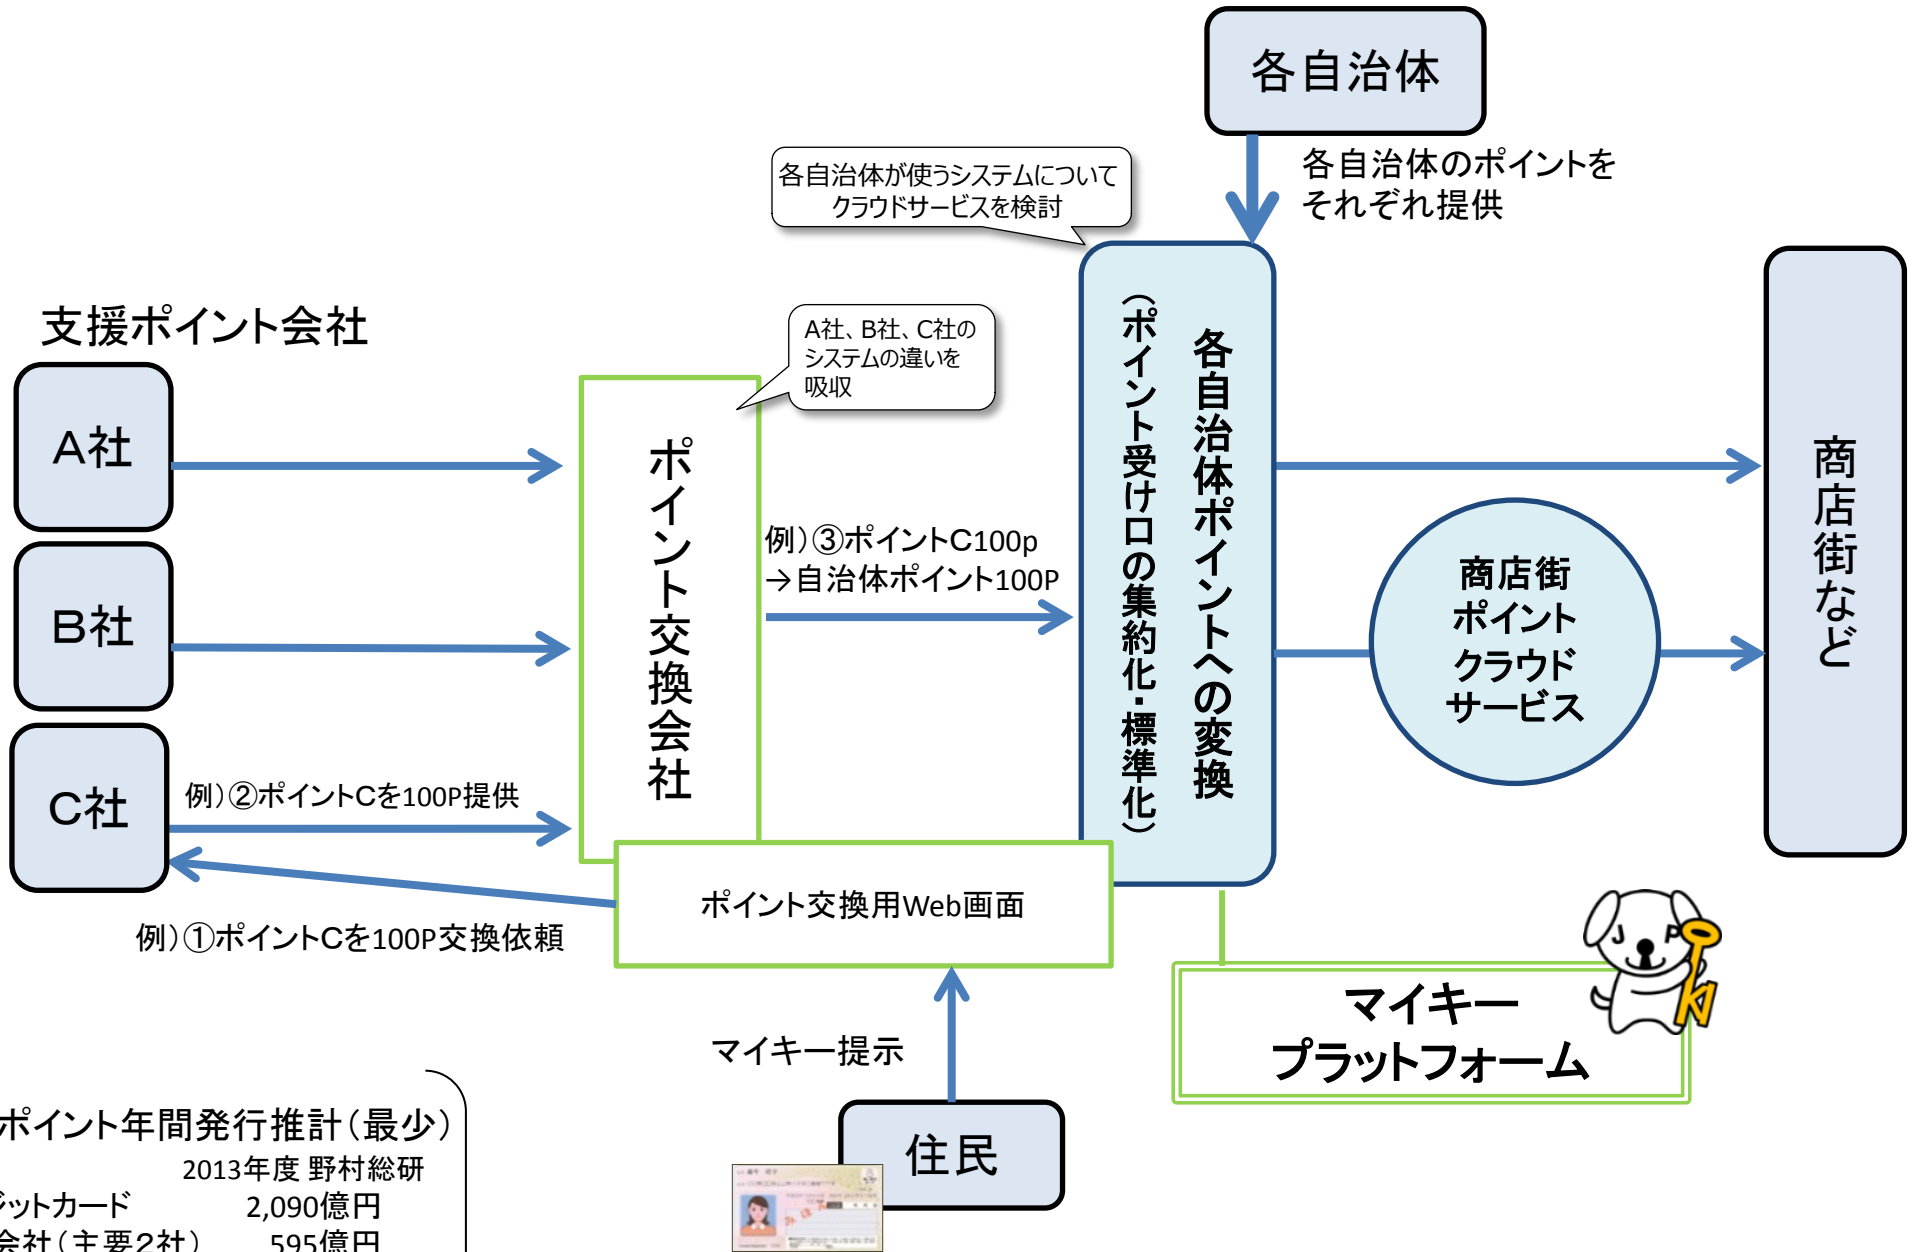 各自治体
各自治体のポイントを
それぞれ提供
各自治体が使うシステムについて
クラウドサービスを検討
支援ポイント会社
A社、B社、C社の
システムの違いを
吸収
A社
B社
C社
ポイント交換会社
例)③ポイントC100p
→自治体ポイント100P
各自治体ポイントへの変換
(ポイント受け口の集約化・標準化)
商店街
ポイント
クラウド
サービス
商店街など
例)②ポイントCを100P提供
ポイント交換用Web画面
例)①ポイントCを100P交換依頼
マイキー提示
住民
J P
マイキー
プラットフォーム
ポイント年間発行推計(最少)
2013年度 野村総研
ジットカード 2,090億円
会社(主要2社) 595億円